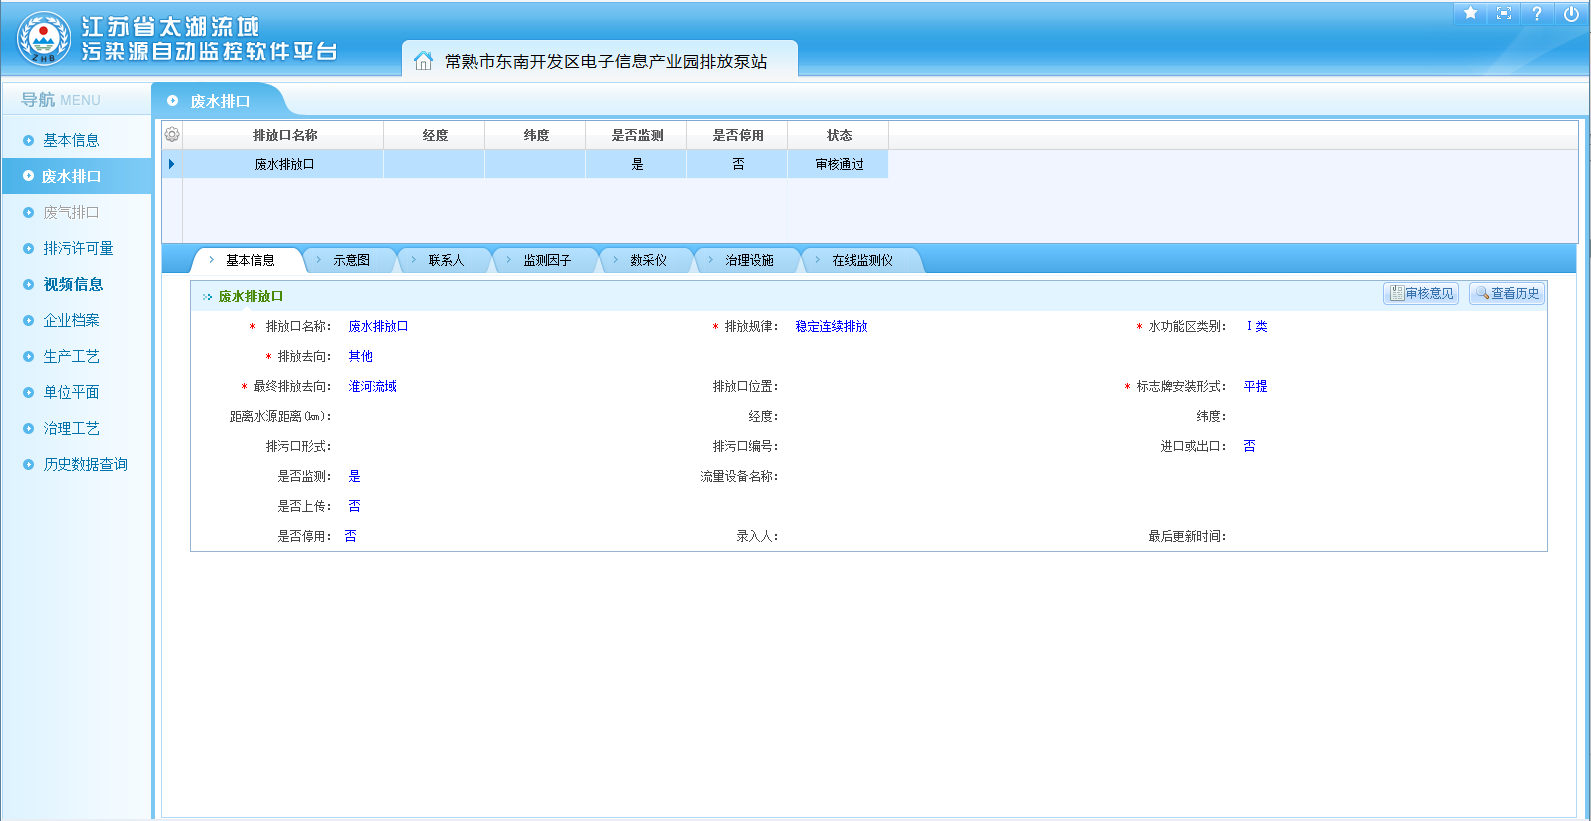 江苏省太湖流域
污染源自动监控软件平台
ZHB
常熟市东南开发区电子信息产业园排放泵站
导航 MENU
基本信息
废水排口
废气排口
排污许可量
视频信息
企业档案
生产工艺
单位平面
治理工艺
历史数据查询
废水排口
排放口名称 经度 纬度 是否监测 是否停用 状态
废水排放口 是 否 审核通过
基本信息 示意图 联系人 监测因子 数采仪 治理设施 在线监测仪
废水排放口 审核意见 查看历史
* 排放口名称： 废水排放口 * 排放规律： 稳定连续排放 * 水功能区类别： Ⅰ类
* 排放去向： 其他
* 最终排放去向： 淮河流域 排放口位置： * 标志牌安装形式： 平提
距离水源距离(km)： 经度： 纬度：
排污口形式： 排污口编号： 进口或出口： 否
是否监测： 是 流量设备名称：
是否上传： 否
是否停用： 否 录入人： 最后更新时间：